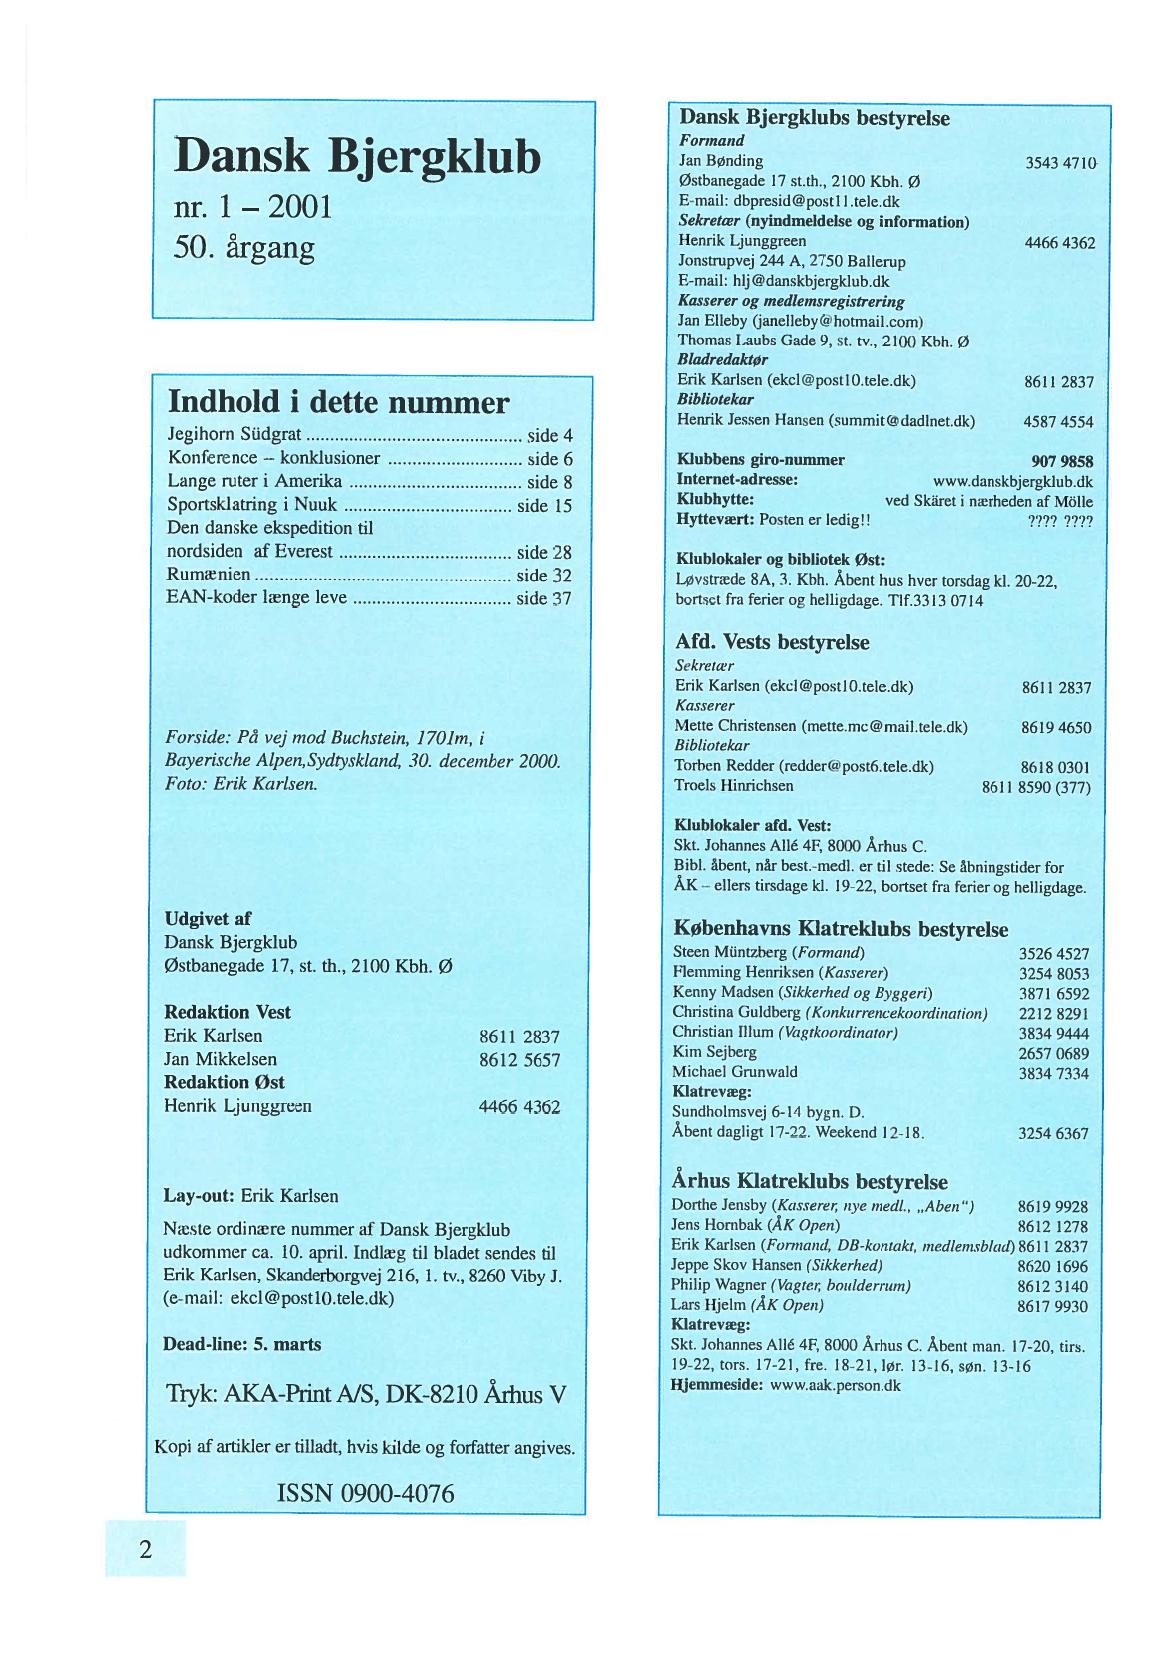 Dansk Bjergklub
nr. 1 – 2001
50. årgang
Indhold i dette nummer
Jegihorn Südgrat ............................................. side 4
Konference – konklusioner ............................ side 6
Lange ruter i Amerika .................................... side 8
Sportsklatring i Nuuk ................................... side 15
Den danske ekspedition til
nordsiden af Everest .................................... side 28
Rumænien ...................................................... side 32
EAN-koder længe leve ................................. side 37
Forside: På vej mod Buchstein, 1701m, i
Bayerische Alpen,Sydtyskland, 30. december 2000.
Foto: Erik Karlsen.
Udgivet af
Dansk Bjergklub
Østbanegade 17, st. th., 2100 Kbh. Ø
Redaktion Vest
Erik Karlsen 8611 2837
Jan Mikkelsen 8612 5657
Redaktion Øst
Henrik Ljunggreen 4466 4362
Lay-out: Erik Karlsen
Næste ordinære nummer af Dansk Bjergklub
udkommer ca. 10. april. Indlæg til bladet sendes til
Erik Karlsen, Skanderborgvej 216, 1. tv., 8260 Viby J.
(e-mail: ekcl@post10.tele.dk)
Dead-line: 5. marts
Tryk: AKA-Print A/S, DK-8210 Århus V
Kopi af artikler er tilladt, hvis kilde og forfatter angives.
ISSN 0900-4076
2
Dansk Bjergklubs bestyrelse
Formand
Jan Bønding 3543 4710
Østbanegade 17 st.th., 2100 Kbh. Ø
E-mail: dbpresid@post11.tele.dk
Sekretær (nyindmeldelse og information)
Henrik Ljunggreen 4466 4362
Jonstrupvej 244 A, 2750 Ballerup
E-mail: hlj@danskbjergklub.dk
Kasserer og medlemsregistrering
Jan Elleby (janelleby@hotmail.com)
Thomas Laubs Gade 9, st. tv., 2100 Kbh. Ø
Bladredaktør
Erik Karlsen (ekcl@post10.tele.dk) 8611 2837
Bibliotekar
Henrik Jessen Hansen (summit@dadlnet.dk) 4587 4554
Klubbens giro-nummer 907 9858
Internet-adresse: www.danskbjergklub.dk
Klubhytte: ved Skäret i nærheden af Mölle
Hyttevært: Posten er ledig!! ???? ????
Klublokaler og bibliotek Øst:
Løvstræde 8A, 3. Kbh. Åbent hus hver torsdag kl. 20-22,
bortset fra ferier og helligdage. Tlf.3313 0714
Afd. Vests bestyrelse
Sekretær
Erik Karlsen (ekcl@post10.tele.dk) 8611 2837
Kasserer
Mette Christensen (mette.mc@mail.tele.dk) 8619 4650
Bibliotekar
Torben Redder (redder@post6.tele.dk) 8618 0301
Troels Hinrichsen 8611 8590 (377)
Klublokaler afd. Vest:
Skt. Johannes Allé 4F, 8000 Århus C.
Bibl. åbent, når best.-medl. er til stede: Se åbningstider for
ÅK – ellers tirsdage kl. 19-22, bortset fra ferier og helligdage.
Københavns Klatreklubs bestyrelse
Steen Müntzberg (Formand) 3526 4527
Flemming Henriksen (Kasserer) 3254 8053
Kenny Madsen (Sikkerhed og Byggeri) 3871 6592
Christina Guldberg (Konkurrencekoordination) 2212 8291
Christian Illum (Vagtkoordinator) 3834 9444
Kim Sejberg 2657 0689
Michael Grunwald 3834 7334
Klatrevæg:
Sundholmsvej 6-14 bygn. D.
Åbent dagligt 17-22. Weekend 12-18. 3254 6367
Århus Klatreklubs bestyrelse
Dorthe Jensby (Kasserer, nye medl., „Aben“) 8619 9928
Jens Hornbak (ÅK Open) 8612 1278
Erik Karlsen (Formand, DB-kontakt, medlemsblad) 8611 2837
Jeppe Skov Hansen (Sikkerhed) 8620 1696
Philip Wagner (Vagter, boulderrum) 8612 3140
Lars Hjelm (ÅK Open) 8617 9930
Klatrevæg:
Skt. Johannes Allé 4F, 8000 Århus C. Åbent man. 17-20, tirs.
19-22, tors. 17-21, fre. 18-21, lør. 13-16, søn. 13-16
Hjemmeside: www.aak.person.dk